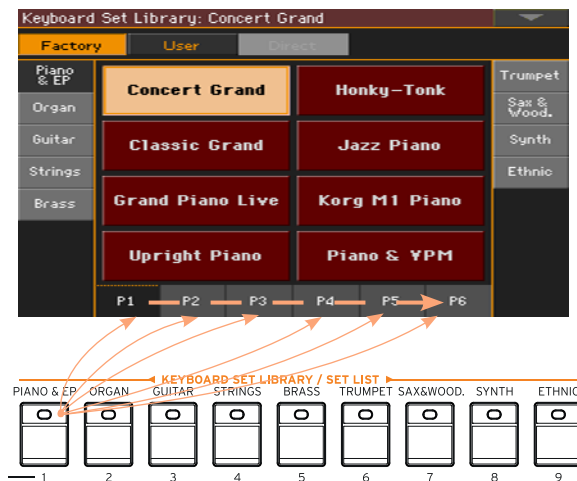 Keyboard Set Library: Concert Grand
Factory User Direct
Piano & EP
Organ
Guitar
Strings
Brass
Concert Grand
Honky-Tonk
Classic Grand
Jazz Piano
Grand Piano Live
Korg M1 Piano
Upright Piano
Piano & VPM
Trumpet
Sax & Wood.
Synth
Ethnic
P1 P2 P3 P4 P5 P6
KEYBOARD SET LIBRARY / SET LIST
PIANO & EP ORGAN GUITAR STRINGS BRASS TRUMPET SAX&WOOD. SYNTH ETHNIC
1 2 3 4 5 6 7 8 9